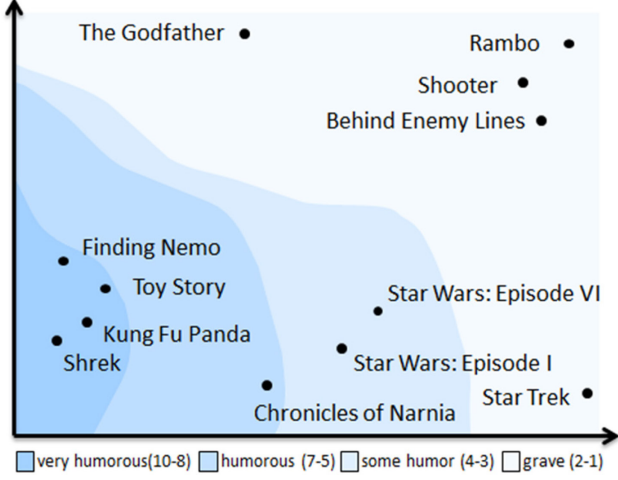 The Godfather
Rambo
Shooter
Behind Enemy Lines
Finding Nemo
Toy Story
Star Wars: Episode VI
Kung Fu Panda
Shrek
Star Wars: Episode I
Star Trek
Chronicles of Narnia
very humorous(10-8) humorous (7-5) some humor (4-3) grave (2-1)